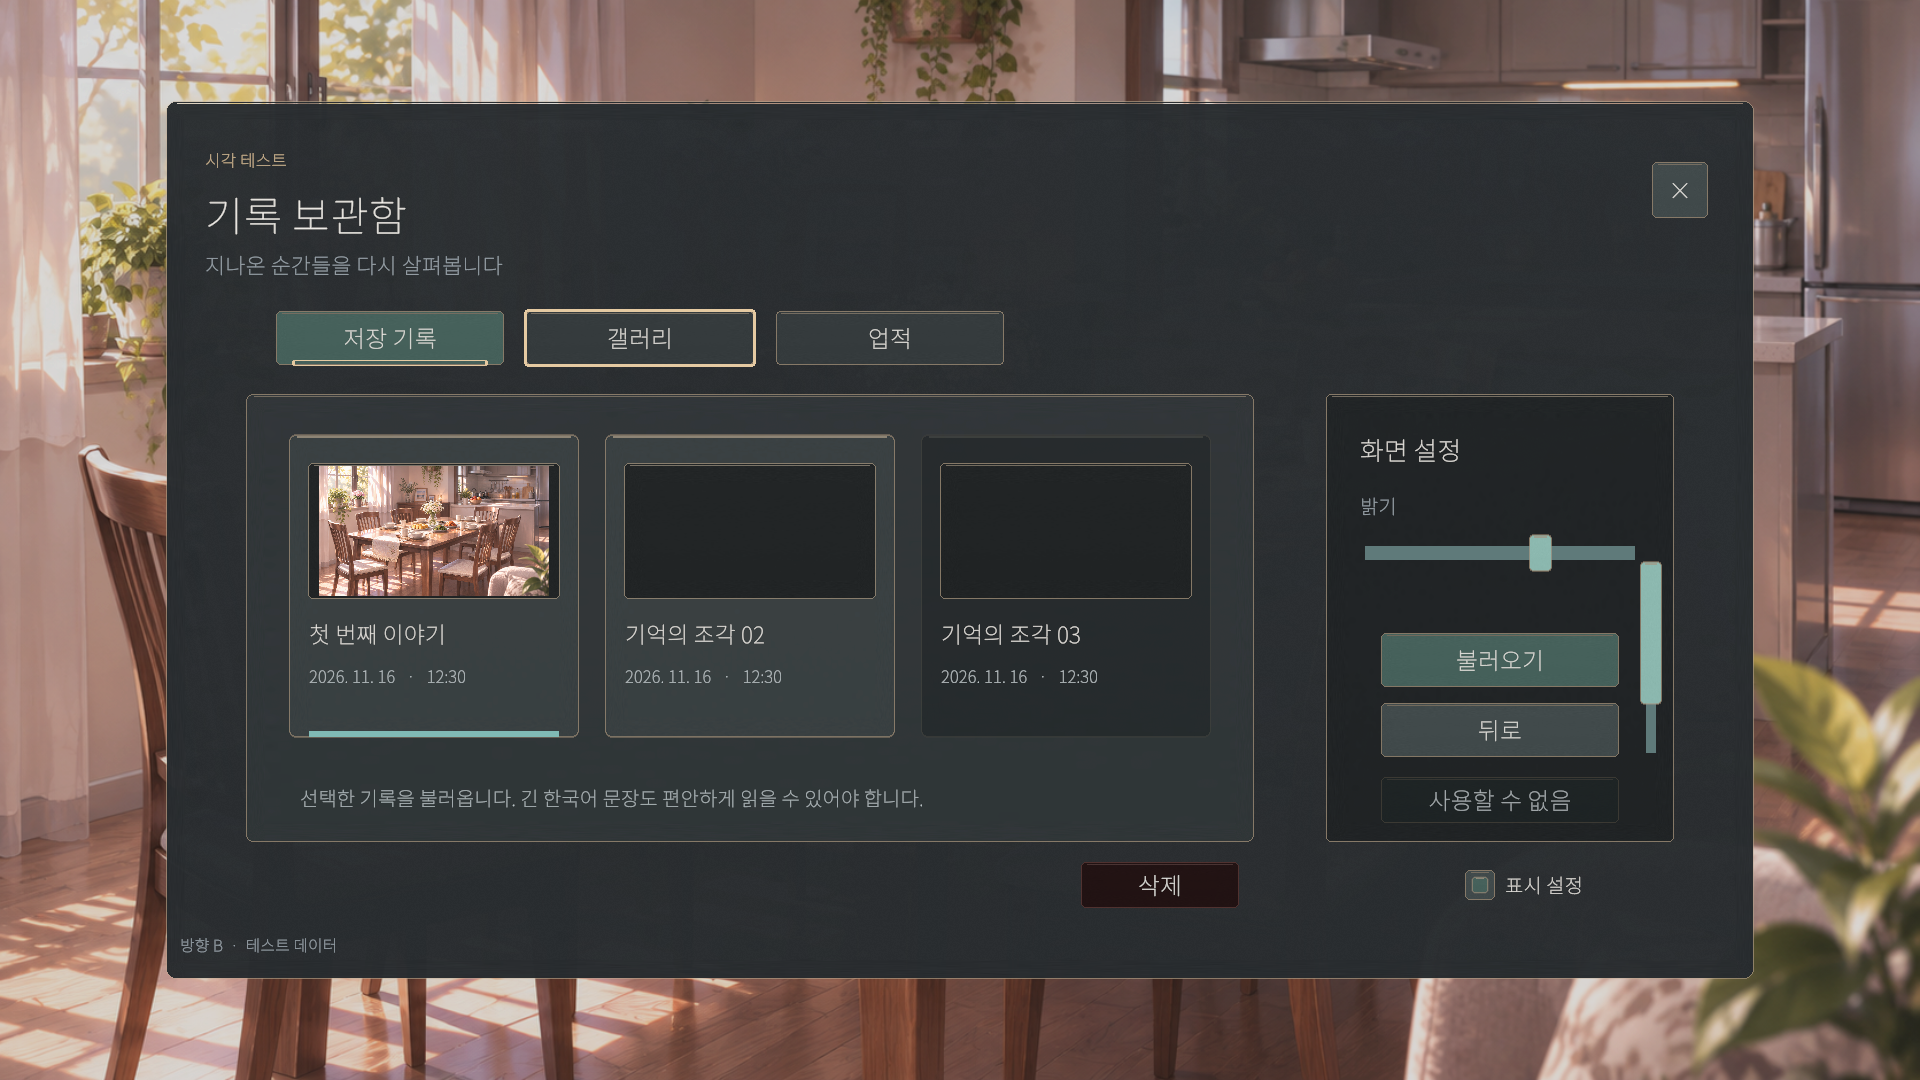 시각 테스트
기록 보관함
지나온 순간들을 다시 살펴봅니다
저장 기록
갤러리
업적
첫 번째 이야기
2026. 11. 16 · 12:30
기억의 조각 02
2026. 11. 16 · 12:30
기억의 조각 03
2026. 11. 16 · 12:30
선택한 기록을 불러옵니다. 긴 한국어 문장도 편안하게 읽을 수 있어야 합니다.
화면 설정
밝기
불러오기
뒤로
사용할 수 없음
삭제
표시 설정
방향 B · 테스트 데이터